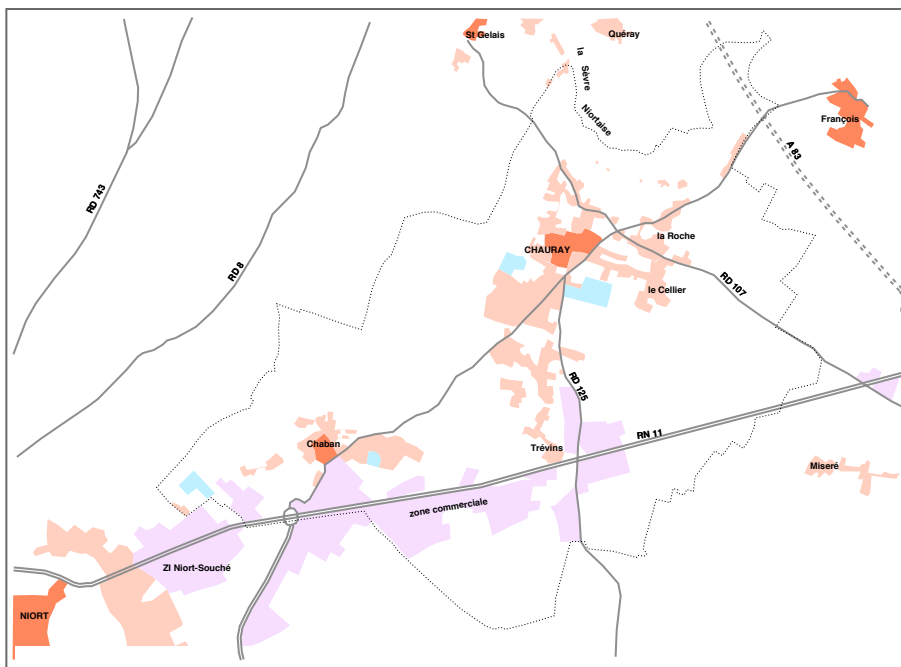 St Gelais
Quéray
la
Sèvre
Niortaise
François
A 83
RD 743
RD 8
la Roche
CHAURAY
le Cellier
RD 107
RD 125
RN 11
Chaban
Trévins
Miseré
zone commerciale
ZI Niort-Souché
NIORT